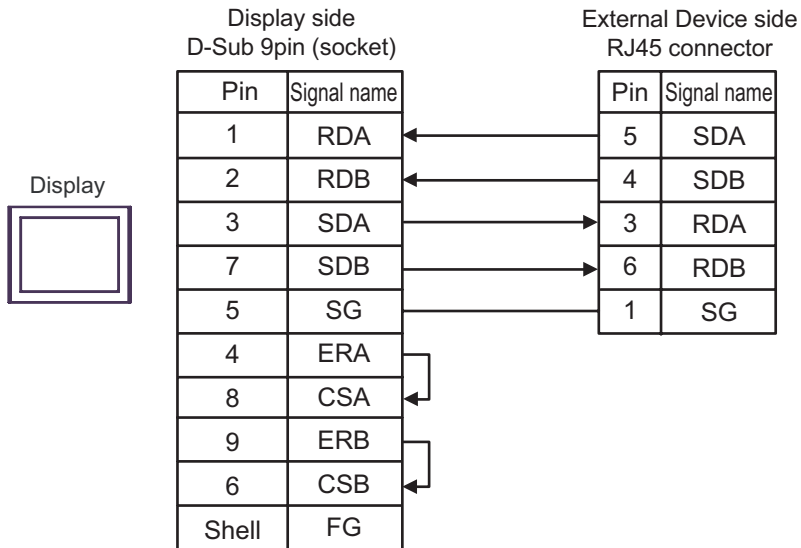 Display side
D-Sub 9pin (socket)
External Device side
RJ45 connector
Display
Pin Signal name
1 RDA
2 RDB
3 SDA
7 SDB
5 SG
4 ERA
8 CSA
9 ERB
6 CSB
Shell FG
Pin Signal name
5 SDA
4 SDB
3 RDA
6 RDB
1 SG